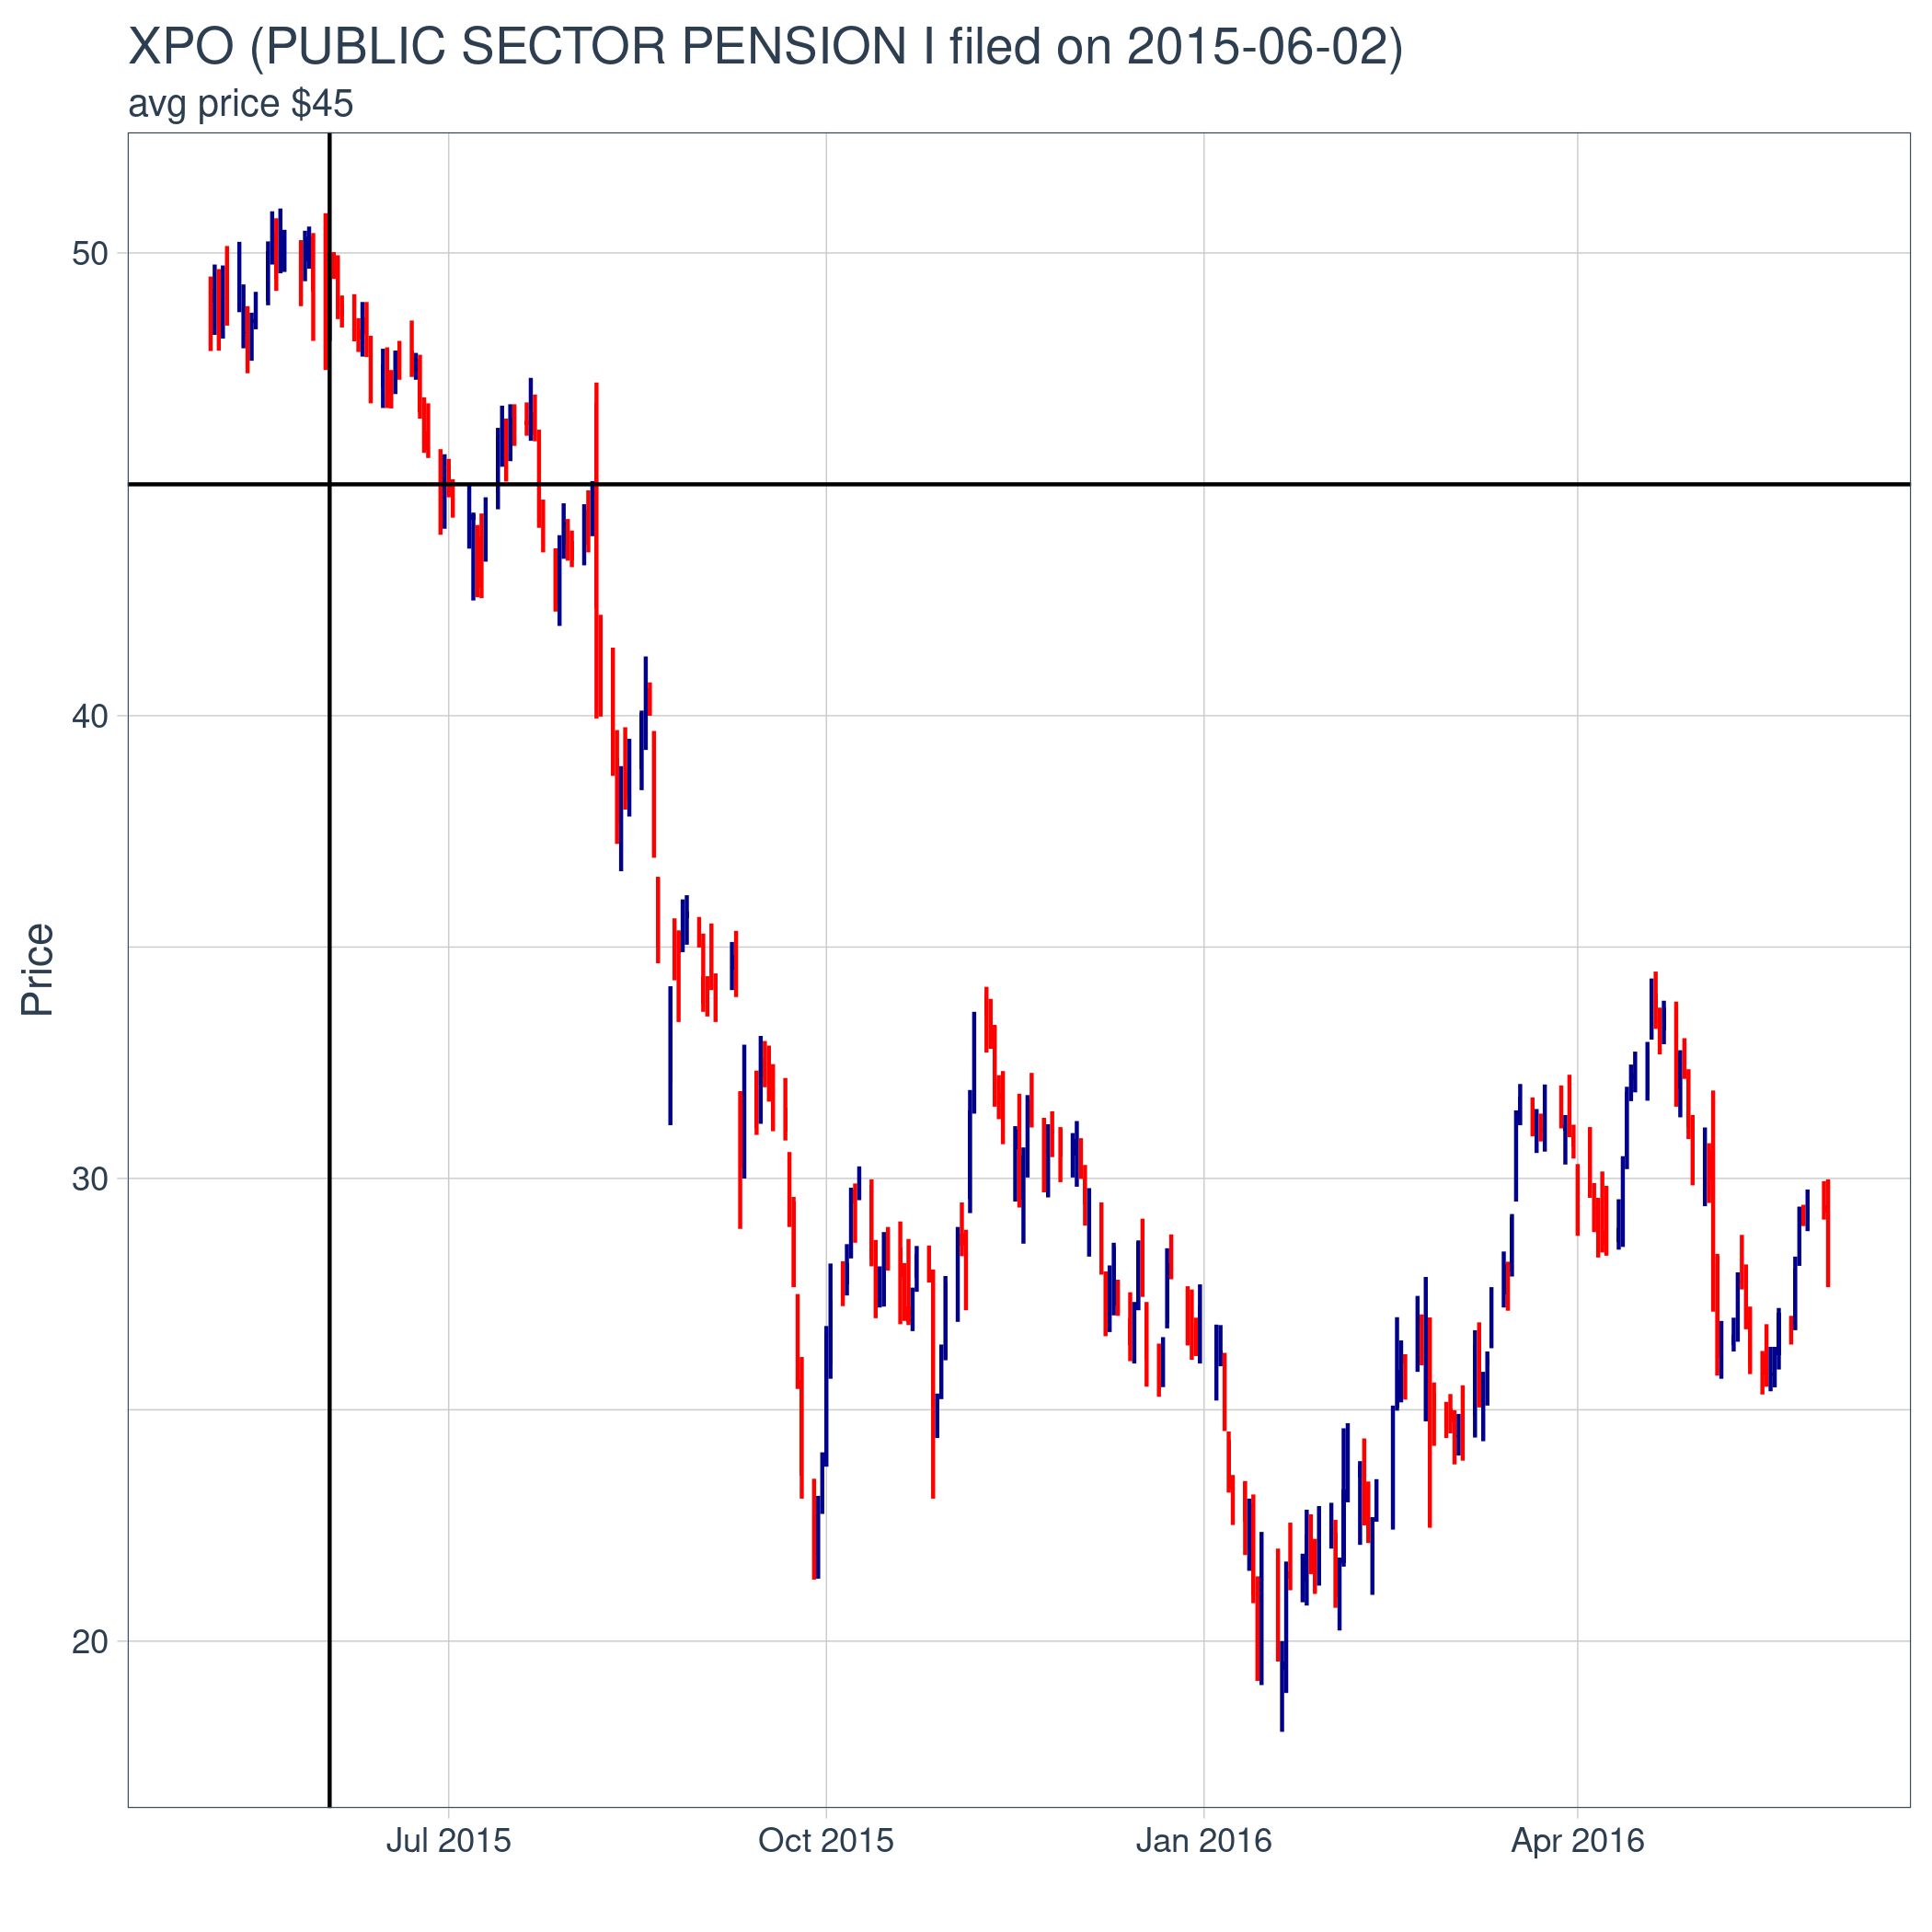 XPO (PUBLIC SECTOR PENSION I filed on 2015-06-02)
avg price $45
Price
50
40
30
20
Jul 2015
Oct 2015
Jan 2016
Apr 2016